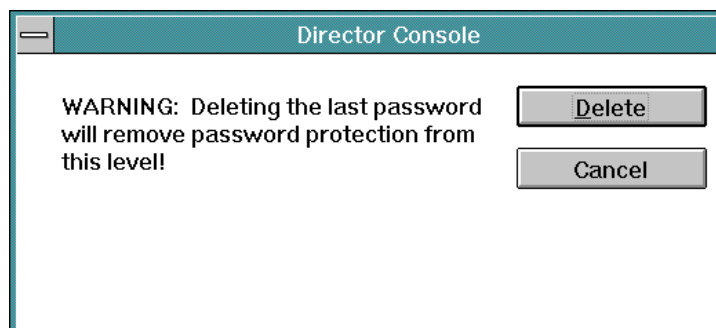 Director Console
WARNING:  Deleting the last password
will remove password protection from
this level!
Delete
Cancel